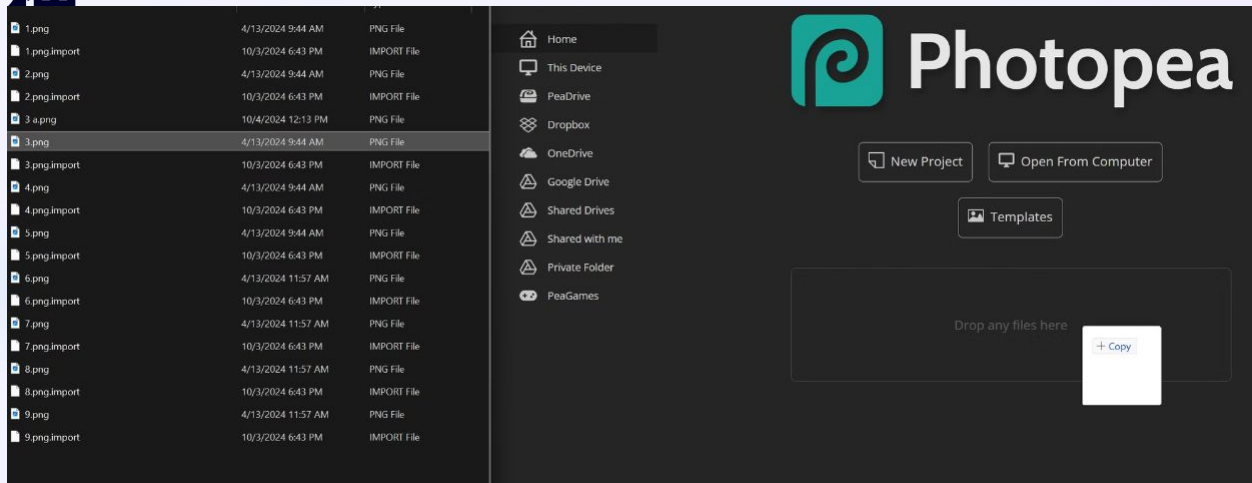 1.png 4/13/2024 9:44 AM PNG File
1.png.import 10/3/2024 6:43 PM IMPORT File
2.png 4/13/2024 9:44 AM PNG File
2.png.import 10/3/2024 6:43 PM IMPORT File
3 a.png 10/4/2024 12:13 PM PNG File
3.png 4/13/2024 9:44 AM PNG File
3.png.import 10/3/2024 6:43 PM IMPORT File
4.png 4/13/2024 9:44 AM PNG File
4.png.import 10/3/2024 6:43 PM IMPORT File
5.png 4/13/2024 9:44 AM PNG File
5.png.import 10/3/2024 6:43 PM IMPORT File
6.png 4/13/2024 11:57 AM PNG File
6.png.import 10/3/2024 6:43 PM IMPORT File
7.png 4/13/2024 11:57 AM PNG File
7.png.import 10/3/2024 6:43 PM IMPORT File
8.png 4/13/2024 11:57 AM PNG File
8.png.import 10/3/2024 6:43 PM IMPORT File
9.png 4/13/2024 11:57 AM PNG File
9.png.import 10/3/2024 6:43 PM IMPORT File
Home
This Device
PeaDrive
Dropbox
OneDrive
Google Drive
Shared Drives
Shared with me
Private Folder
PeaGames
Photopea
New Project
Open From Computer
Templates
Drop any files here
+ Copy